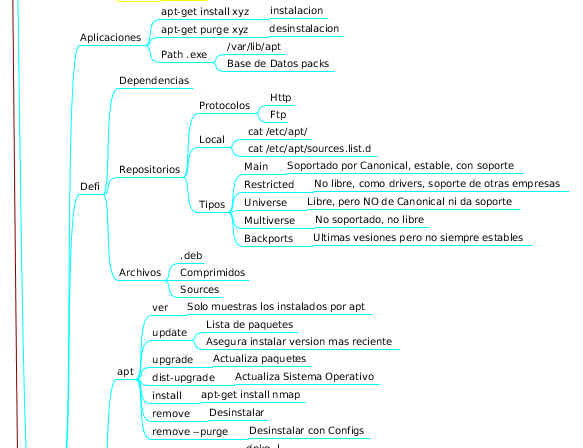 apt-get install xyz instalacion
Aplicaciones apt-get purge xyz desinstalacion
Path .exe /var/lib/apt
Base de Datos packs
Defi
Dependencias
Repositorios
Protocolos Http
Ftp
Local cat /etc/apt/
cat /etc/apt/sources.list.d
Tipos
Main Soportado por Canonical, estable, con soporte
Restricted No libre, como drivers, soporte de otras empresas
Universe Libre, pero NO de Canonical ni da soporte
Multiverse No soportado, no libre
Backports Ultimas vesiones pero no siempre estables
Archivos .deb
Comprimidos
Sources
apt
ver Solo muestras los instalados por apt
update Lista de paquetes
Asegura instalar version mas reciente
upgrade Actualiza paquetes
dist-upgrade Actualiza Sistema Operativo
install apt-get install nmap
remove Desinstalar
remove --purge Desinstalar con Configs